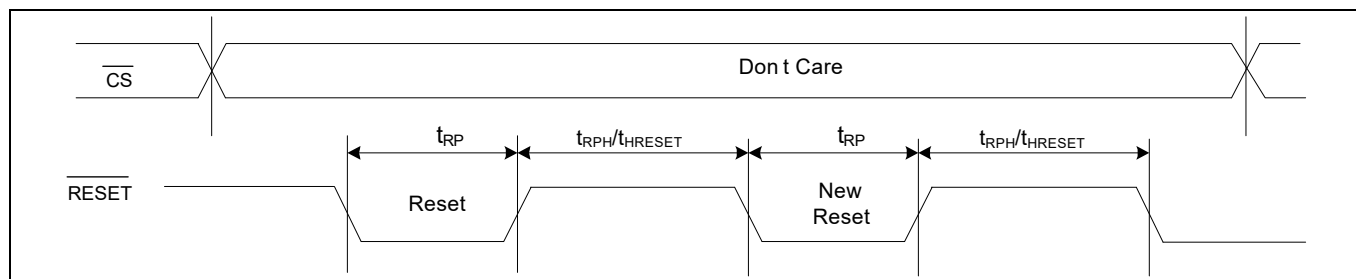 CS
Don t Care
tRP
tRPH/tHRESET
tRP
tRPH/tHRESET
RESET
Reset
New
Reset